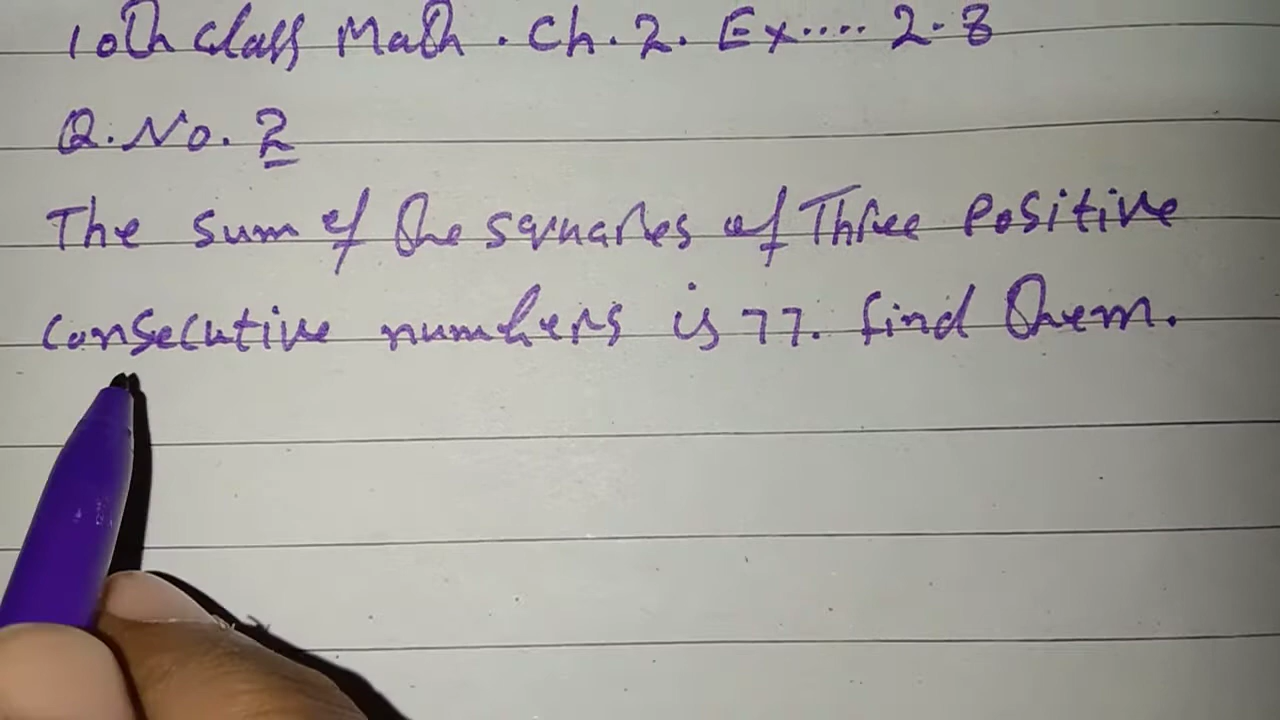 10th Class Math . Ch. 2. Ex.... 2.8
Q. No. 2
The sum of the squares of Three Positive
consecutive numbers is 77. find them.